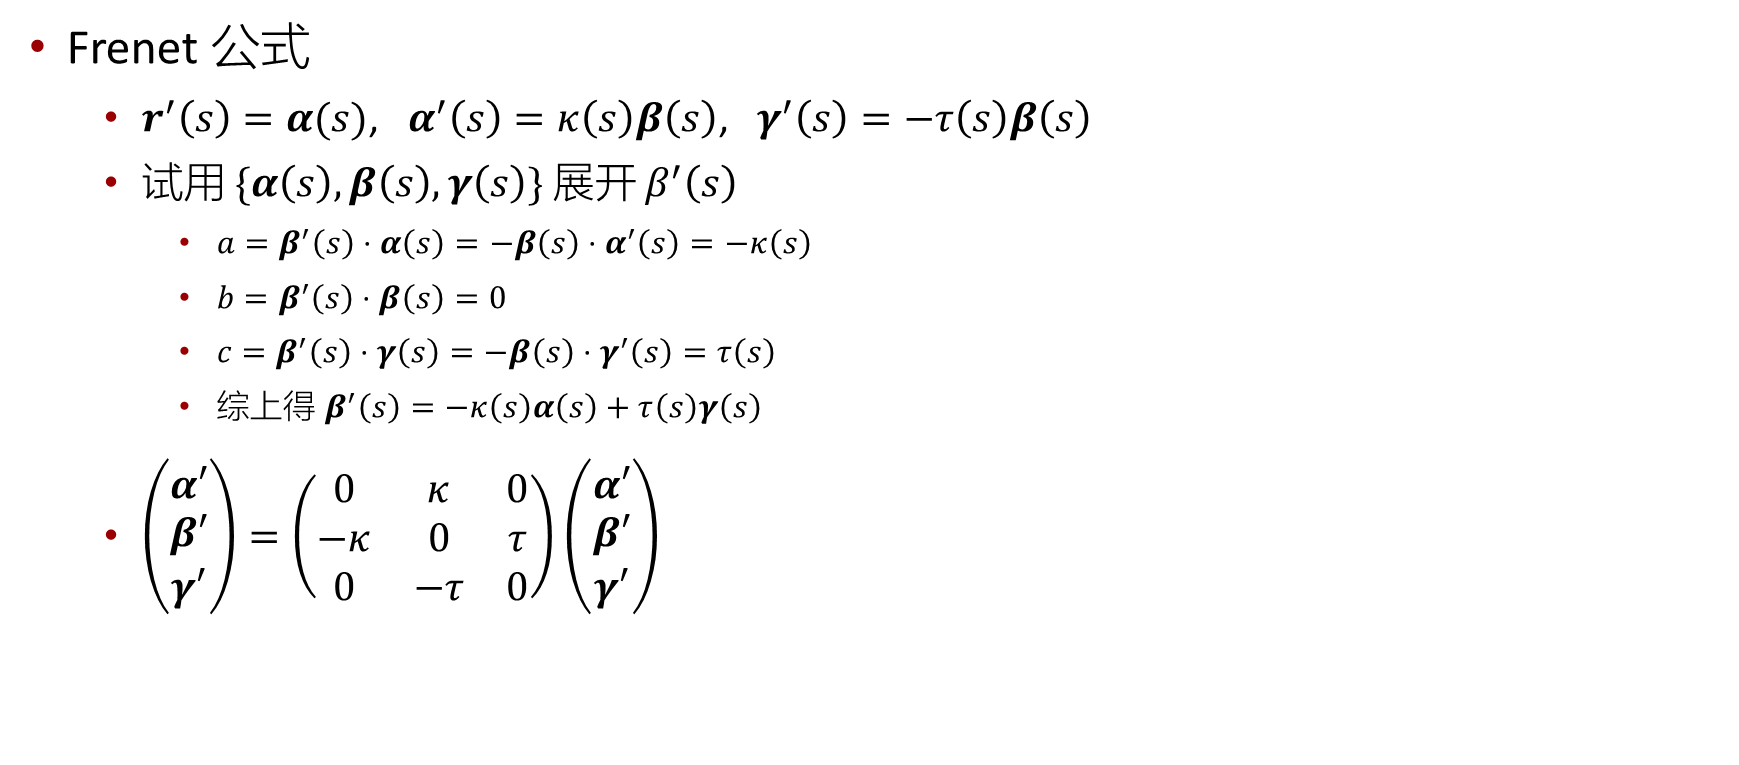 • Frenet 公式
• 𝒓′(𝑠) = 𝜶(𝑠), 𝜶′(𝑠) = 𝜅(𝑠)𝜷(𝑠), 𝜸′(𝑠) = −𝜏(𝑠)𝜷(𝑠)
• 试用 {𝜶(𝑠), 𝜷(𝑠), 𝜸(𝑠)} 展开 𝛽′(𝑠)
• 𝑎 = 𝜷′(𝑠) · 𝜶(𝑠) = −𝜷(𝑠) · 𝜶′(𝑠) = −𝜅(𝑠)
• 𝑏 = 𝜷′(𝑠) · 𝜷(𝑠) = 0
• 𝑐 = 𝜷′(𝑠) · 𝜸(𝑠) = −𝜷(𝑠) · 𝜸′(𝑠) = 𝜏(𝑠)
• 综上得 𝜷′(𝑠) = −𝜅(𝑠)𝜶(𝑠) + 𝜏(𝑠)𝜸(𝑠)
𝜶′ 0 𝜅 0 𝜶′
• (𝜷′) = (−𝜅 0 𝜏) (𝜷′)
𝜸′ 0 −𝜏 0 𝜸′